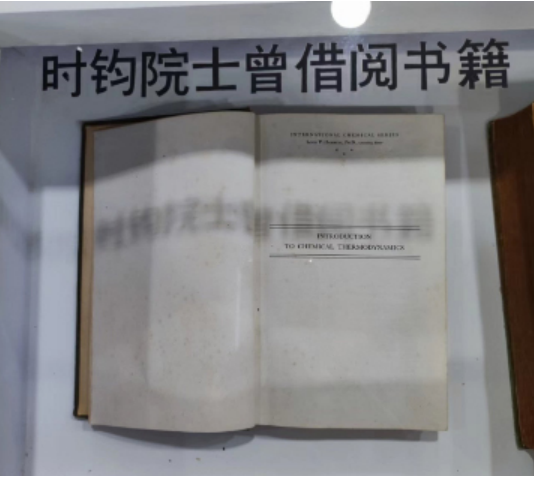 时钧院士曾借阅书籍
INTERNATIONAL CHEMICAL SERIES
INTRODUCTION
TO CHEMICAL THERMODYNAMICS